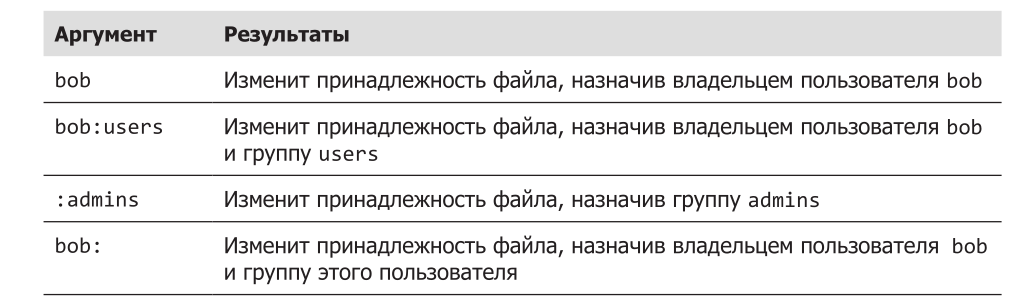 Аргумент Результаты
bob Изменит принадлежность файла, назначив владельцем пользователя bob
bob:users Изменит принадлежность файла, назначив владельцем пользователя bob
и группу users
:admins Изменит принадлежность файла, назначив группу admins
bob: Изменит принадлежность файла, назначив владельцем пользователя bob
и группу этого пользователя